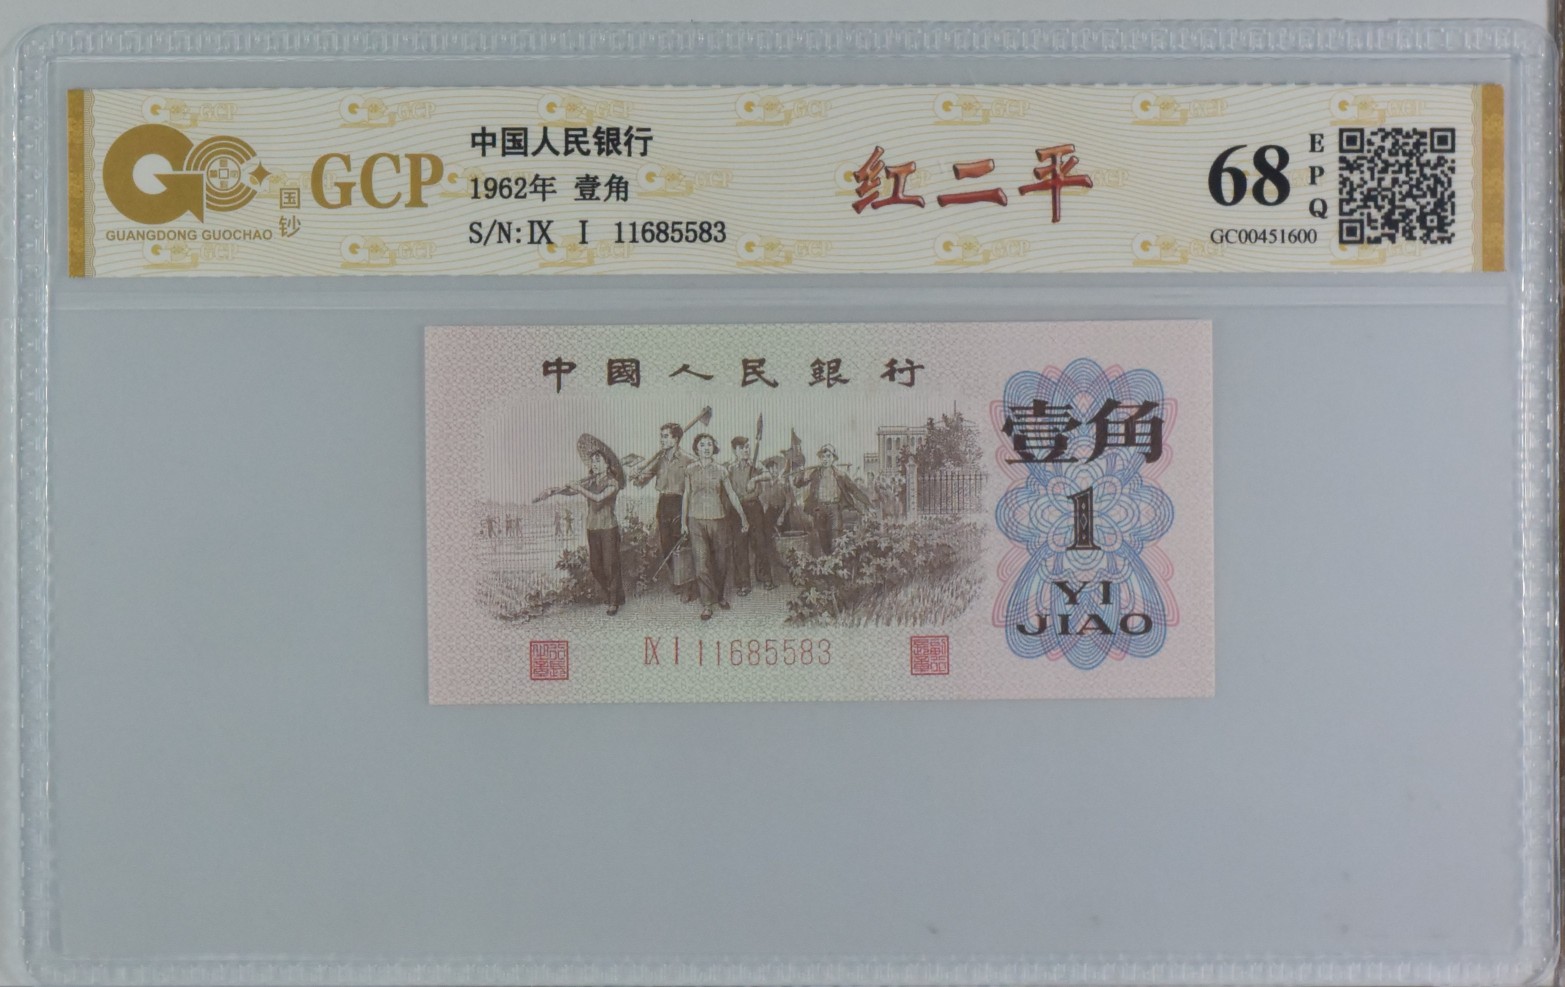 GCP
国钞
GUANGDONG GUOCHAO
中国人民银行
1962年 壹角
S/N:Ⅸ Ⅰ 11685583
红二平
68
EPQ
GC00451600
中國人民銀行
壹角
1
YI
JIAO
Ⅸ Ⅰ 11685583